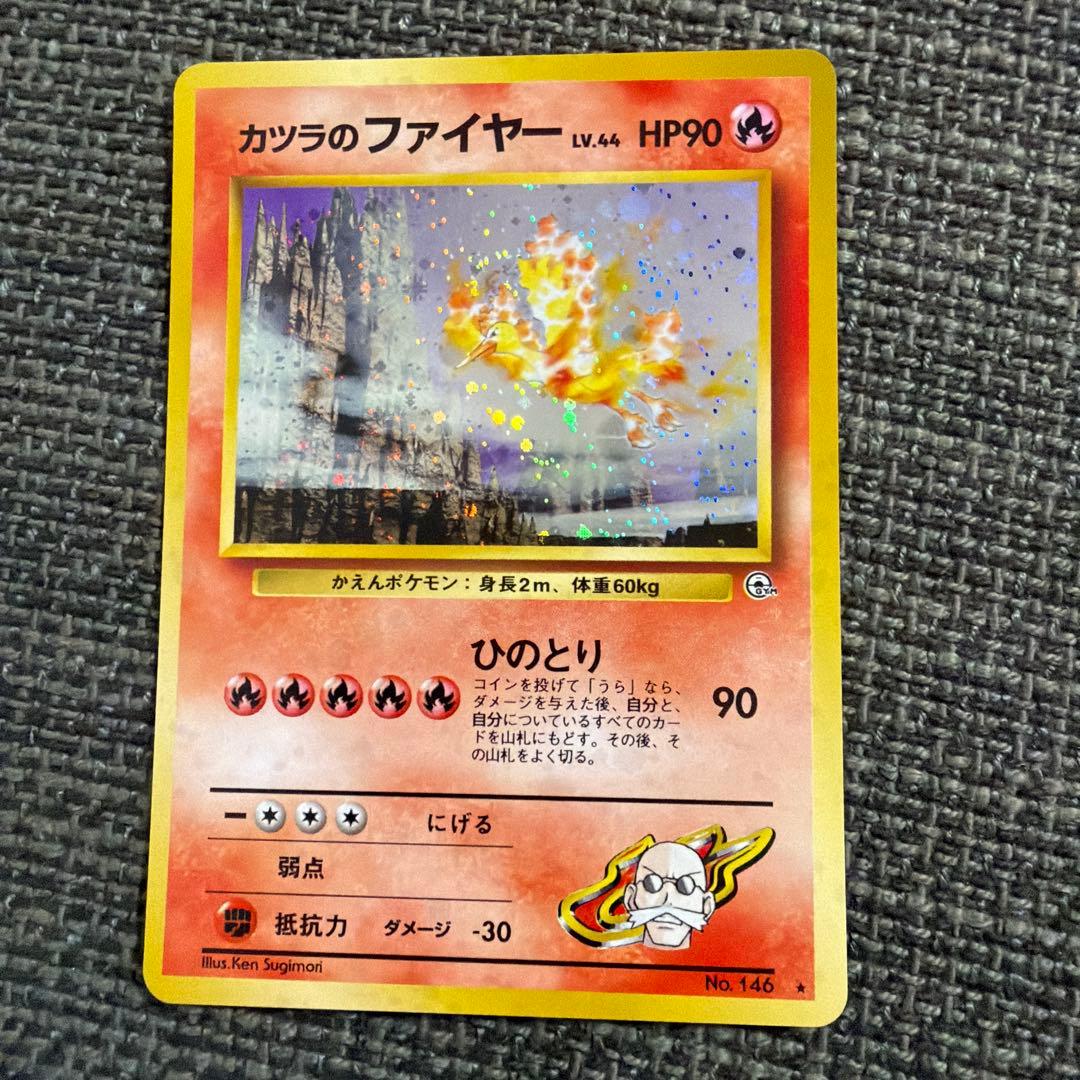 カツラのファイヤー LV.44 HP90
かえんポケモン：身長2m、体重60kg
GYM
ひのとり
コインを投げて「うら」なら、
ダメージを与えた後、自分と、
自分についているすべてのカー
ドを山札にもどす。その後、そ
の山札をよく切る。
90
ー にげる
弱点
抵抗力 ダメージ -30
Illus.Ken Sugimori
No. 146 ★